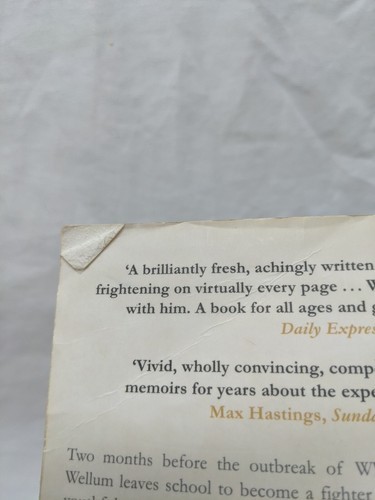 ‘A brilliantly fresh, achingly written
frightening on virtually every page ... W
with him. A book for all ages and g
Daily Expres
‘Vivid, wholly convincing, comp
memoirs for years about the expe
Max Hastings, Sunda
Two months before the outbreak of WW
Wellum leaves school to become a fighter